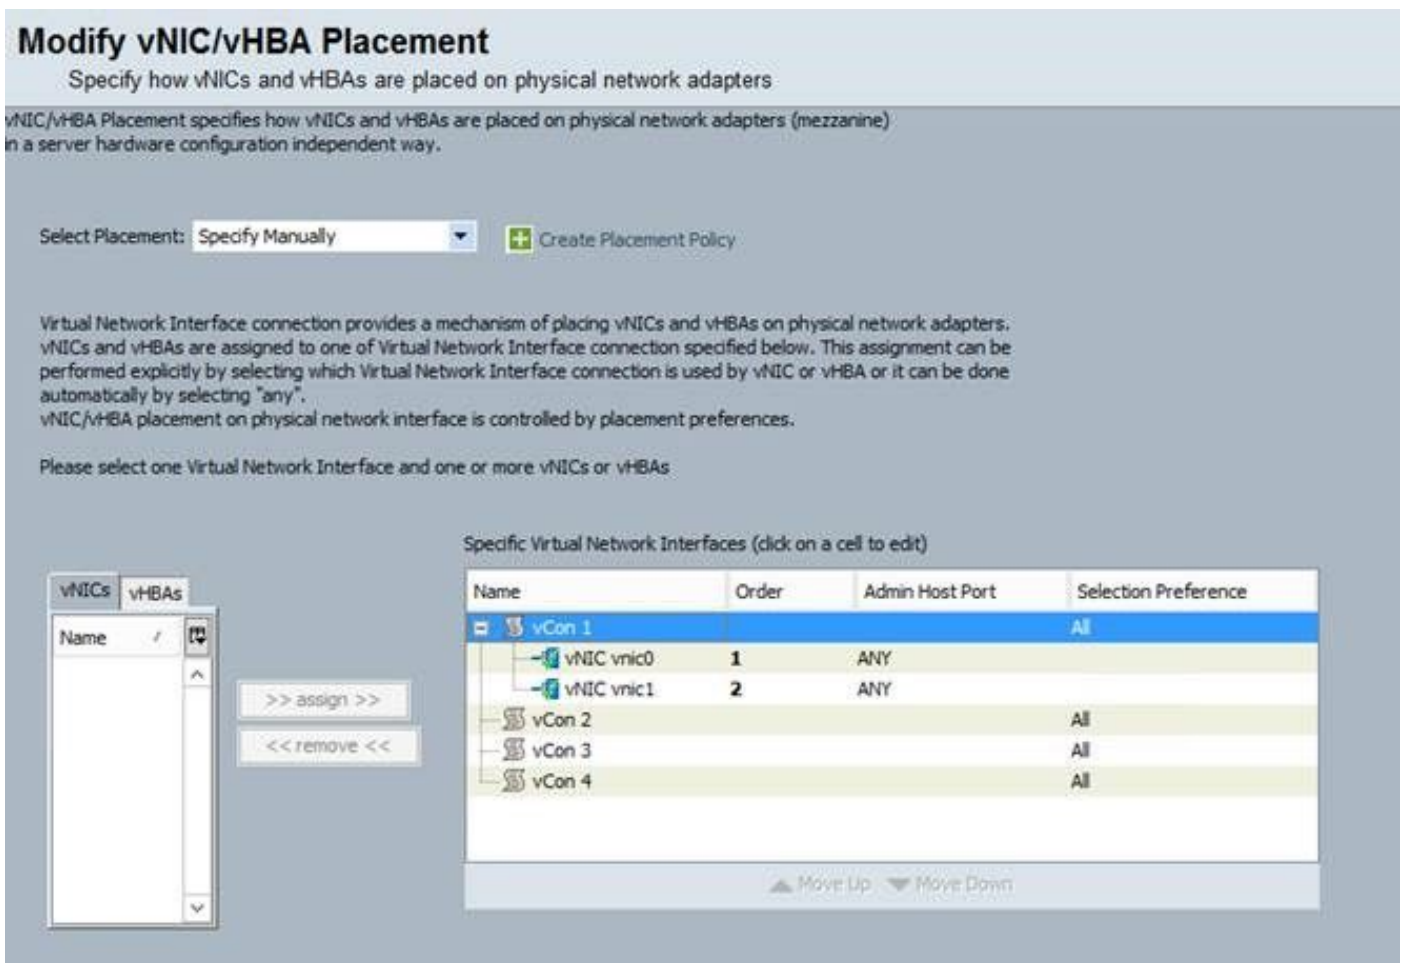 Modify vNIC/vHBA Placement
Specify how vNICs and vHBAs are placed on physical network adapters
vNIC/vHBA Placement specifies how vNICs and vHBAs are placed on physical network adapters (mezzanine)
in a server hardware configuration independent way.
Select Placement: Specify Manually Create Placement Policy
Virtual Network Interface connection provides a mechanism of placing vNICs and vHBAs on physical network adapters.
vNICs and vHBAs are assigned to one of Virtual Network Interface connection specified below. This assignment can be
performed explicitly by selecting which Virtual Network Interface connection is used by vNIC or vHBA or it can be done
automatically by selecting "any".
vNIC/vHBA placement on physical network interface is controlled by placement preferences.
Please select one Virtual Network Interface and one or more vNICs or vHBAs
Specific Virtual Network Interfaces (click on a cell to edit)
vNICs vHBAs
Name
>> assign >>
<< remove <<
Name Order Admin Host Port Selection Preference
vCon 1 All
vNIC vnic0 1 ANY
vNIC vnic1 2 ANY
vCon 2 All
vCon 3 All
vCon 4 All
Move Up Move Down